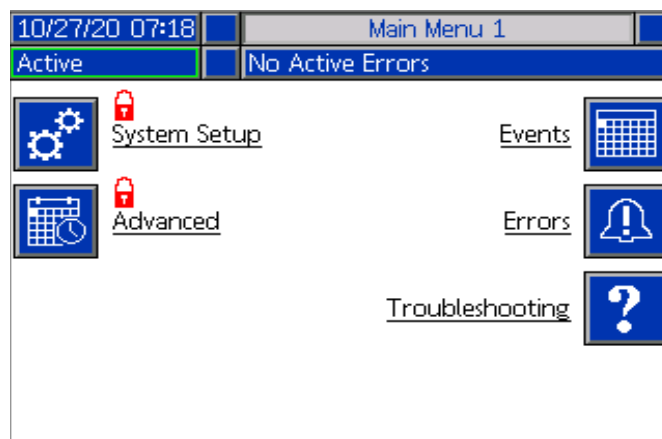 10/27/20 07:18 Main Menu 1
Active No Active Errors
System Setup Events
Advanced Errors
Troubleshooting